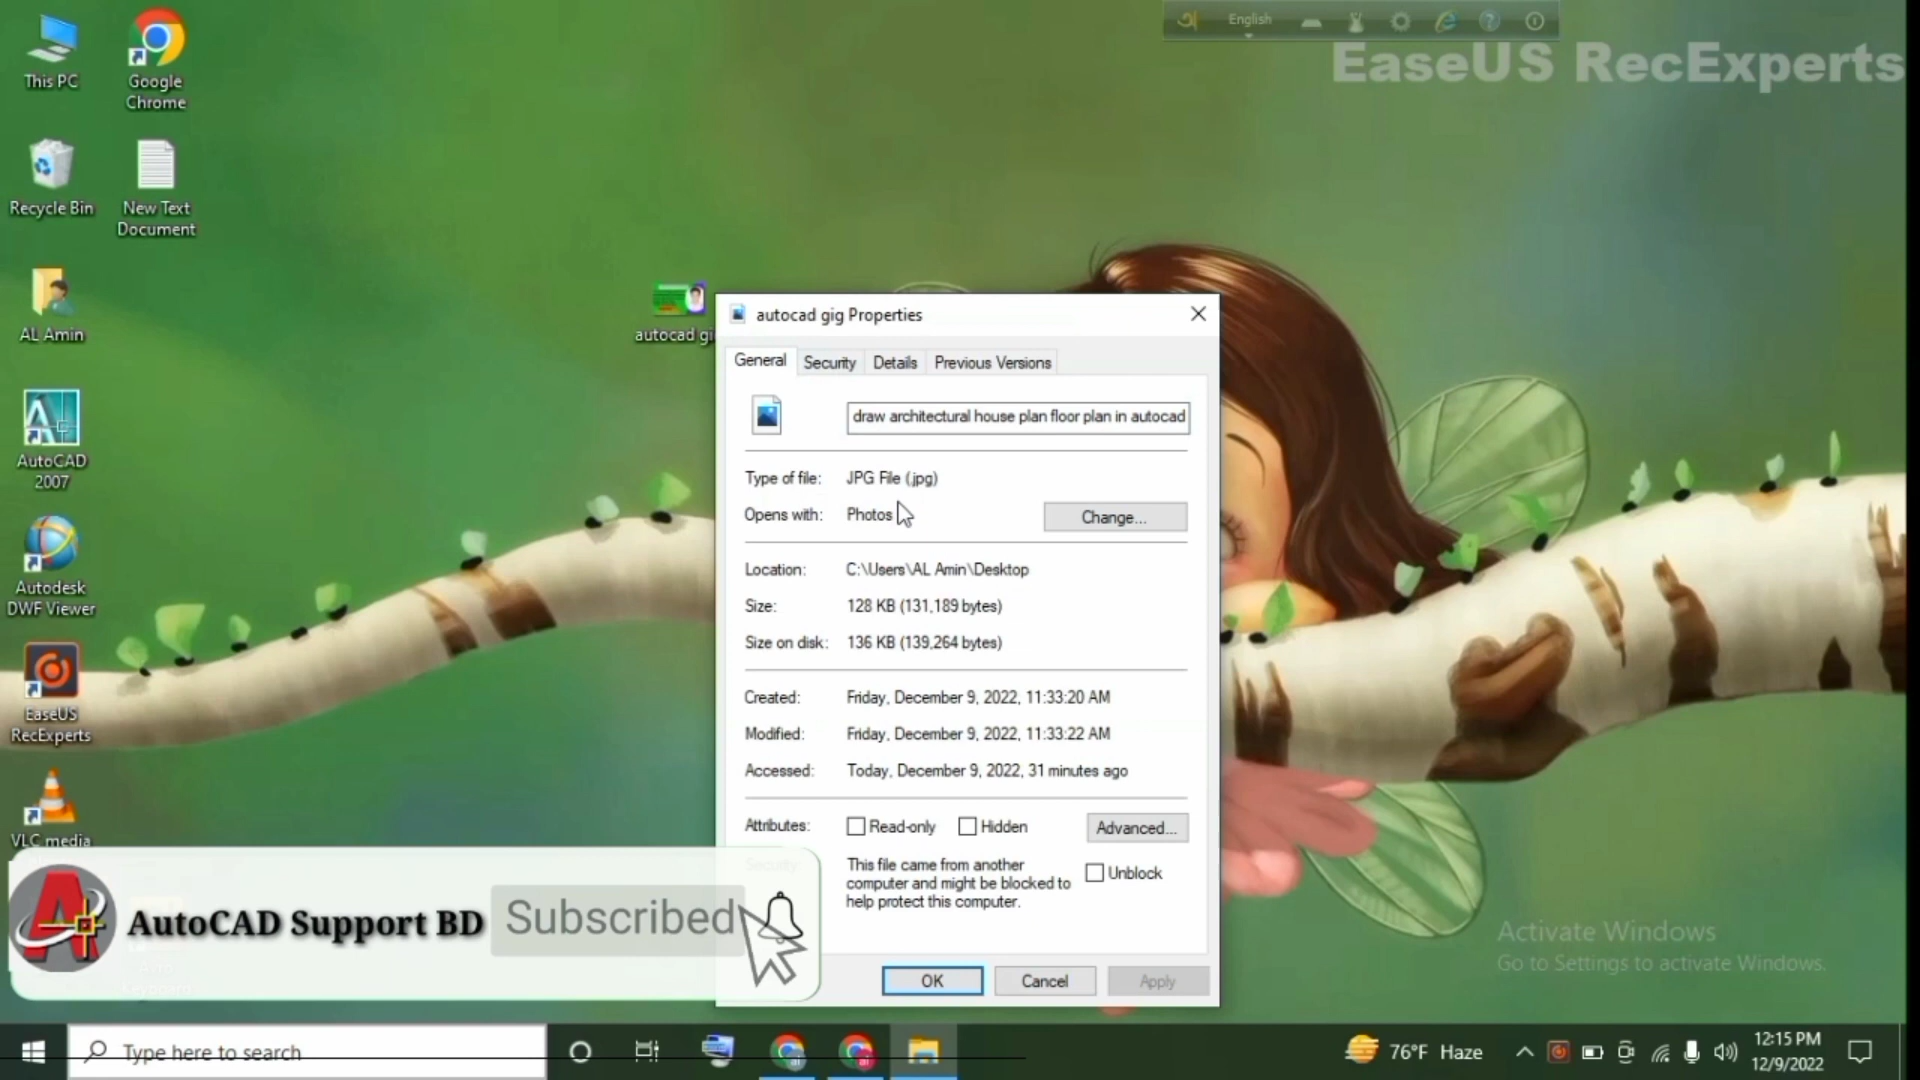 English
EaseUS RecExperts
This PC
Google
Chrome
Recycle Bin
New Text
Document
AL Amin
AutoCAD
2007
Autodesk
DWF Viewer
EaseUS
RecExperts
VLC media
autocad gi
autocad gig Properties
General
Security
Details
Previous Versions
draw architectural house plan floor plan in autocad
Type of file: JPG File (.jpg)
Opens with: Photos
Change...
Location: C:\Users\AL Amin\Desktop
Size: 128 KB (131,189 bytes)
Size on disk: 136 KB (139,264 bytes)
Created: Friday, December 9, 2022, 11:33:20 AM
Modified: Friday, December 9, 2022, 11:33:22 AM
Accessed: Today, December 9, 2022, 31 minutes ago
Attributes: Read-only Hidden
Advanced...
Security:
This file came from another
computer and might be blocked to
help protect this computer.
Unblock
OK
Cancel
Apply
AutoCAD Support BD
Subscribed
Activate Windows
Go to Settings to activate Windows.
Type here to search
76°F Haze
12:15 PM
12/9/2022